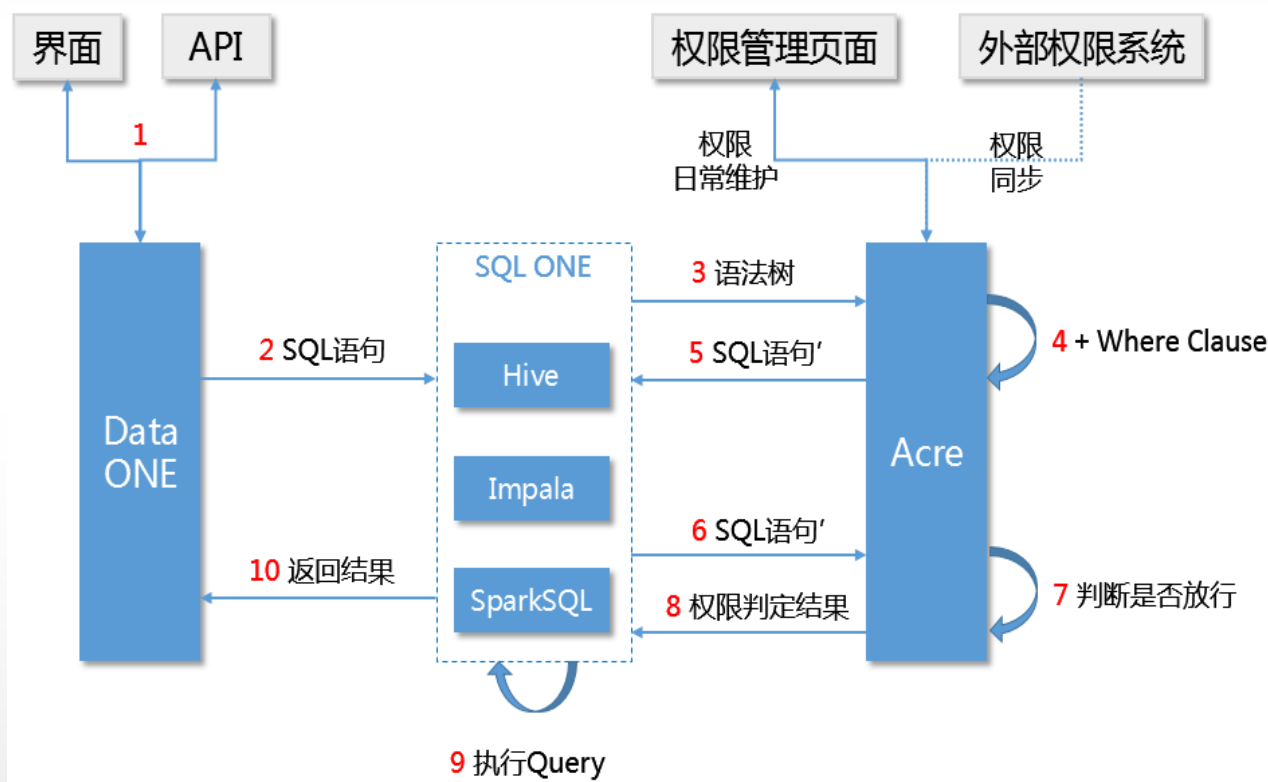 界面
API
权限管理页面
外部权限系统
1
权限
日常维护
权限
同步
SQL ONE
3 语法树
2 SQL语句
5 SQL语句’
4 + Where Clause
Hive
Data
ONE
Acre
Impala
6 SQL语句’
10 返回结果
SparkSQL
8 权限判定结果
7 判断是否放行
9 执行Query